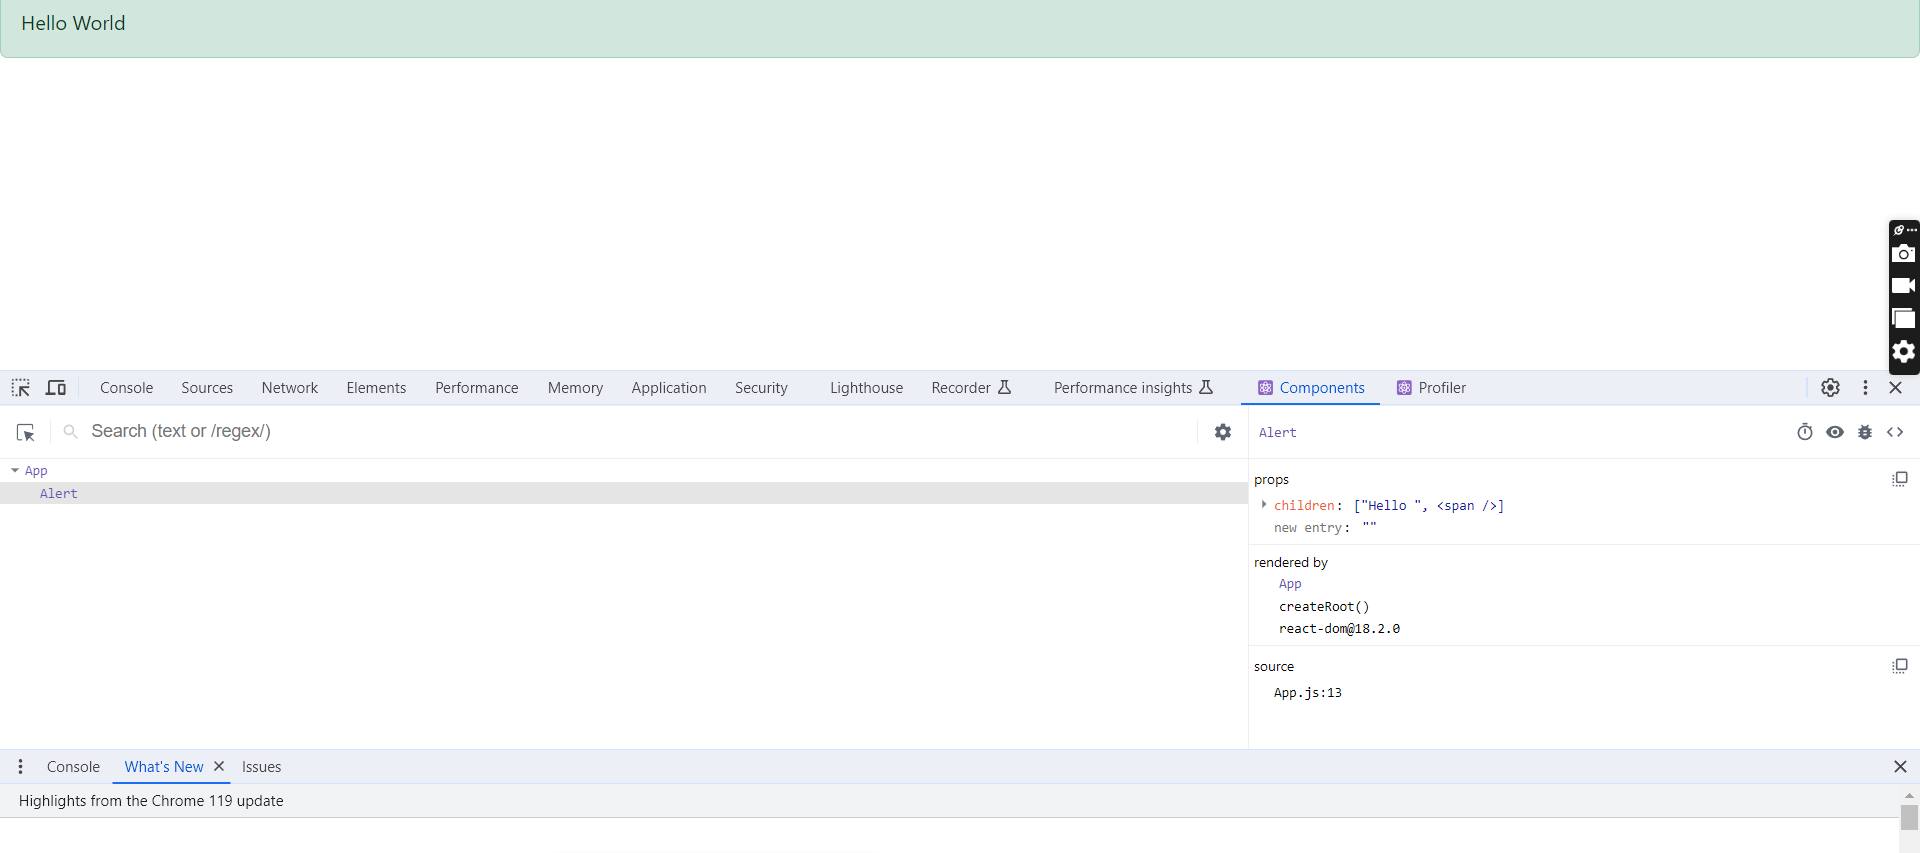 Hello World
Console Sources Network Elements Performance Memory Application Security Lighthouse Recorder Performance insights Components Profiler
Search (text or /regex/)
App
Alert
Alert
props
children: ["Hello ", <span />]
new entry: ""
rendered by
App
createRoot()
react-dom@18.2.0
source
App.js:13
Console What's New Issues
Highlights from the Chrome 119 update